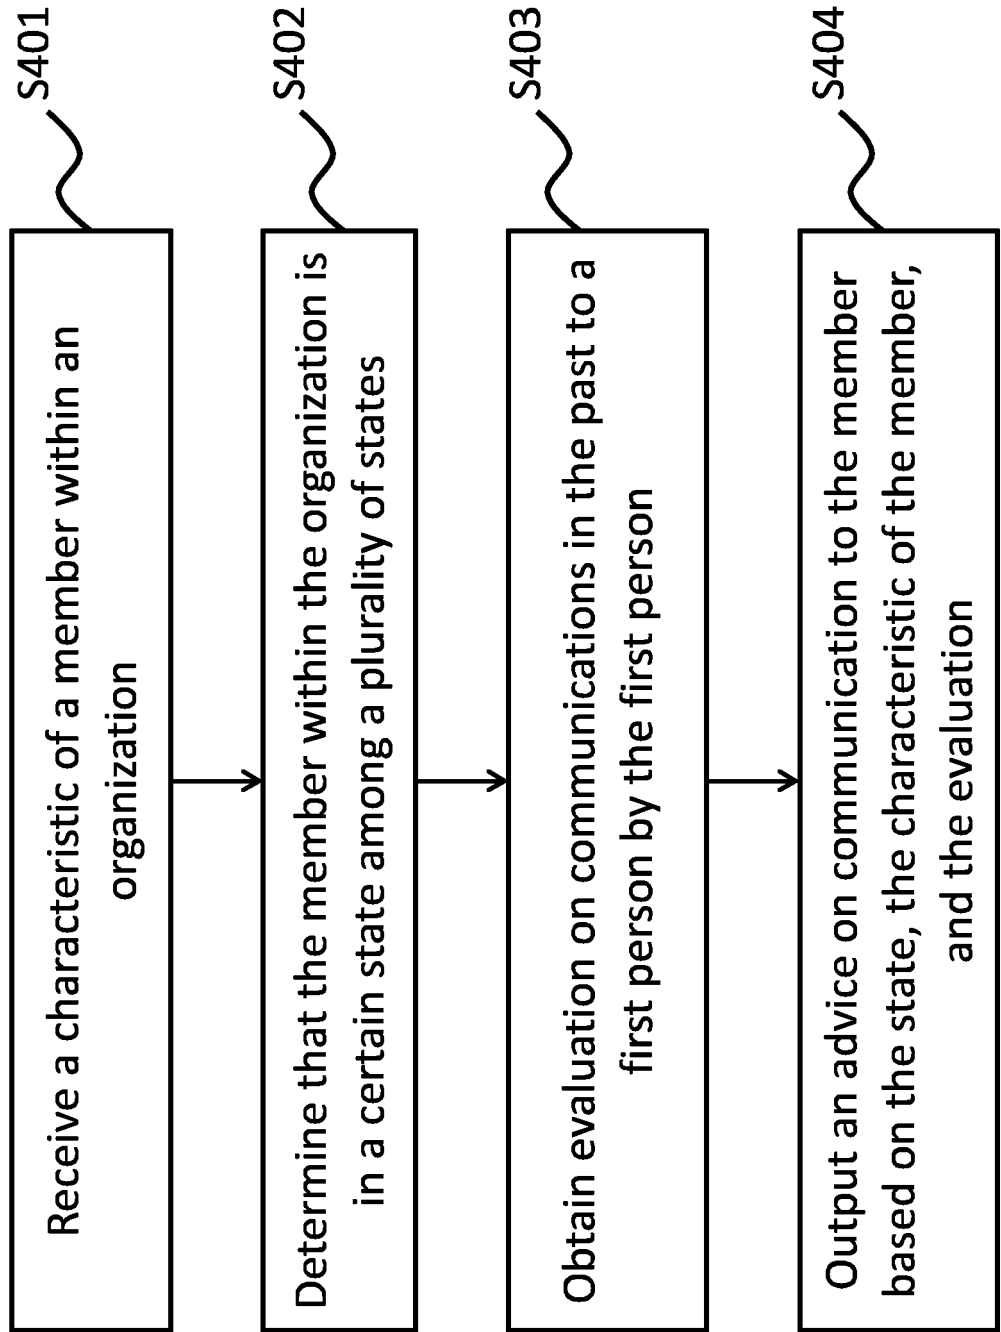 S401
Receive a characteristic of a member within an
organization
S402
Determine that the member within the organization is
in a certain state among a plurality of states
S403
Obtain evaluation on communications in the past to a
first person by the first person
S404
Output an advice on communication to the member
based on the state, the characteristic of the member,
and the evaluation